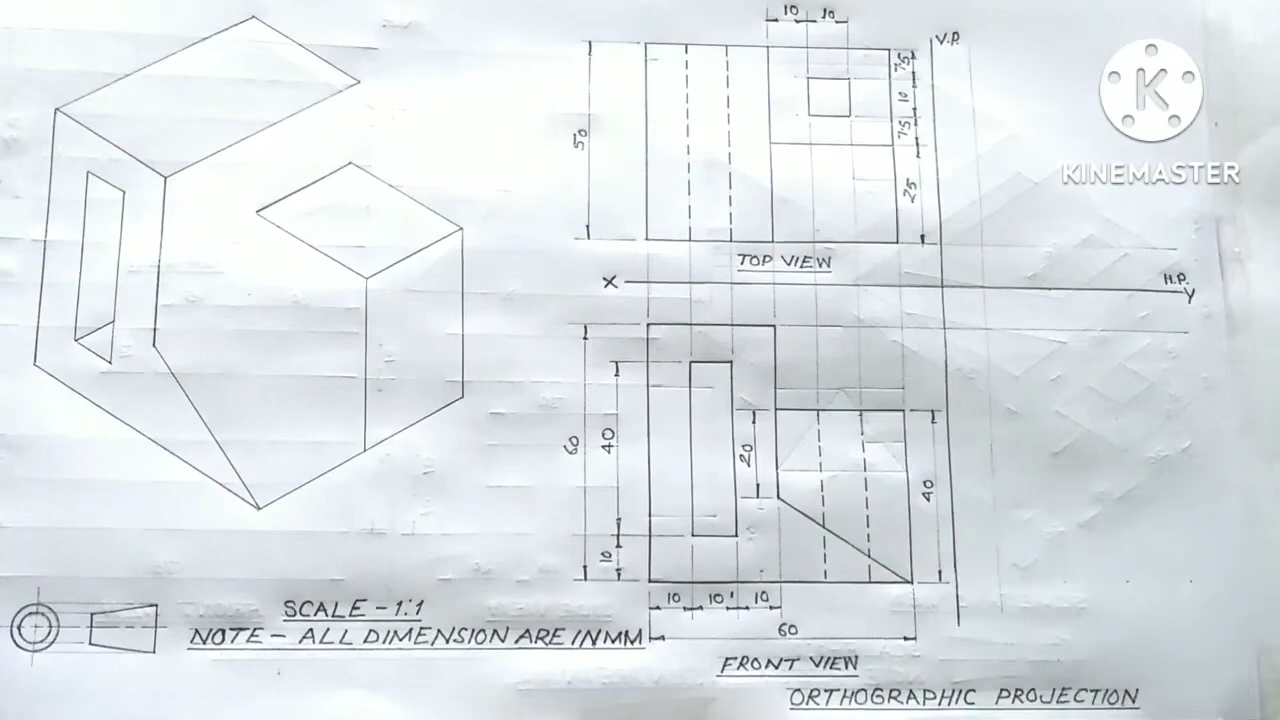 10 10
V.P.
7.5
10
7.5
25
50
TOP VIEW
X
H.P.
Y
60
40
20
40
10
10 10 10
60
SCALE - 1:1
NOTE - ALL DIMENSION ARE IN MM
FRONT VIEW
ORTHOGRAPHIC PROJECTION
K
KINEMASTER